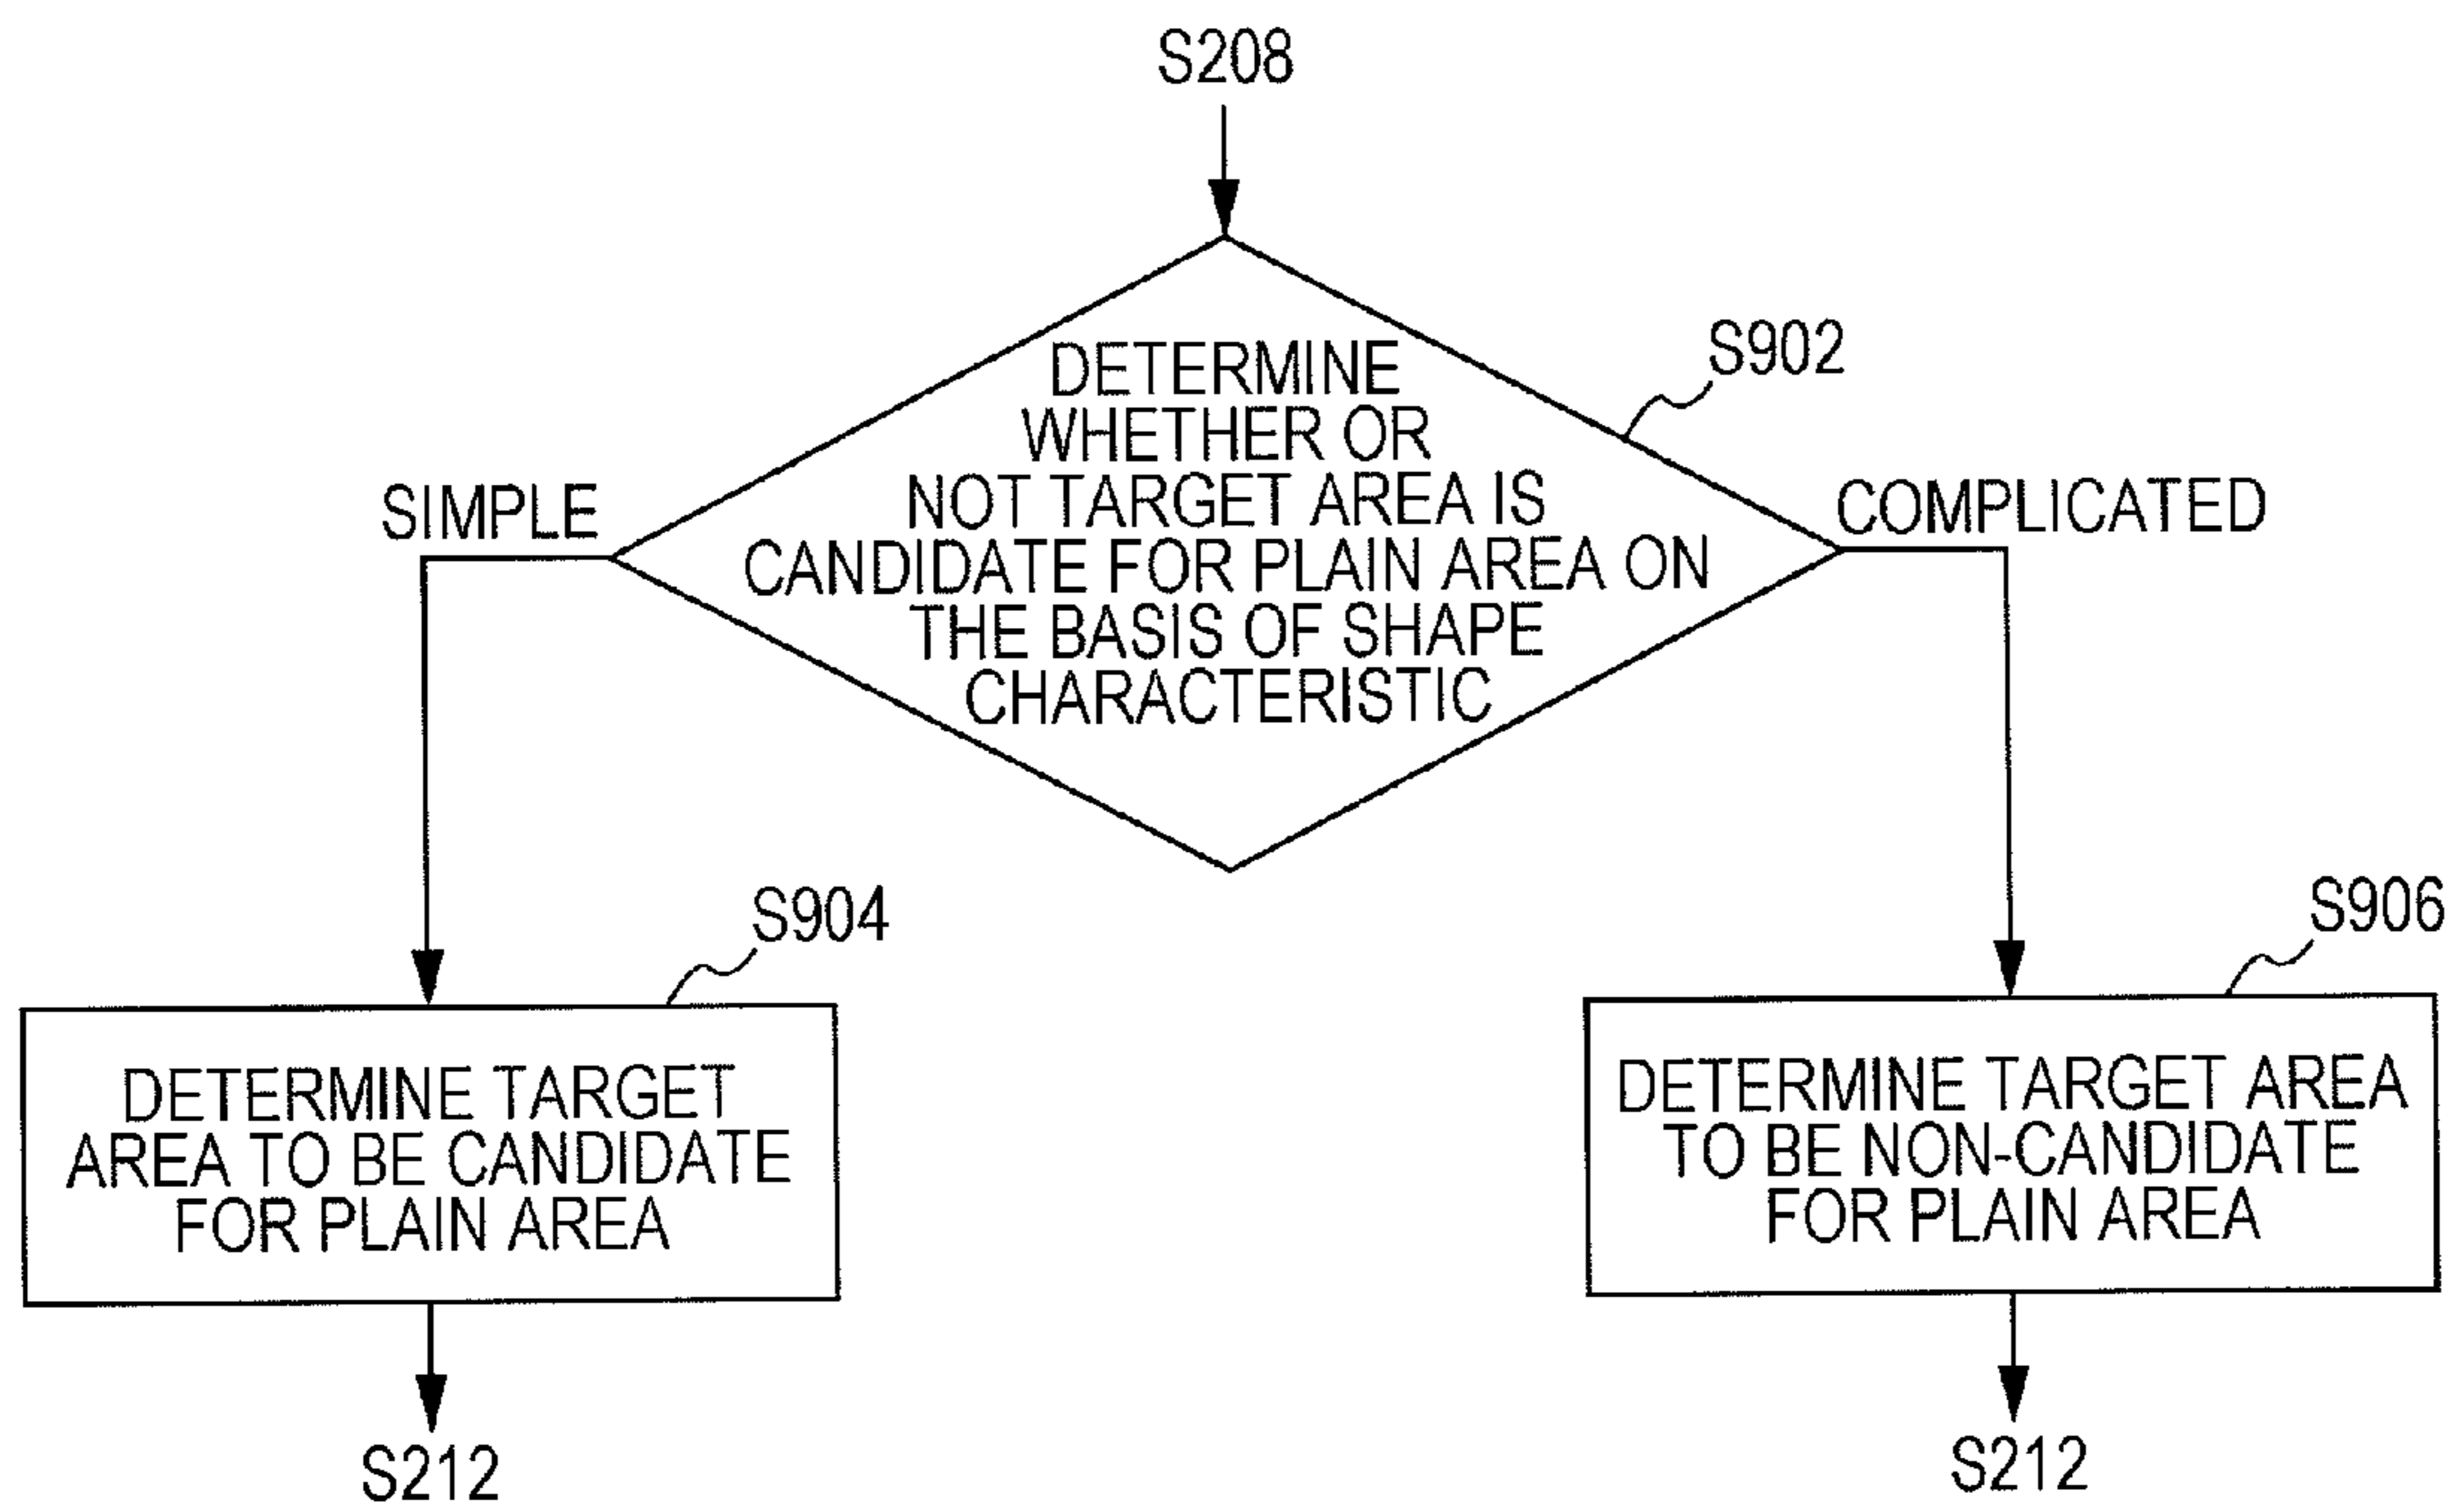 S208
S902
DETERMINE
WHETHER OR
NOT TARGET AREA IS
CANDIDATE FOR PLAIN AREA ON
THE BASIS OF SHAPE
CHARACTERISTIC
SIMPLE
COMPLICATED
S904
DETERMINE TARGET
AREA TO BE CANDIDATE
FOR PLAIN AREA
S212
S906
DETERMINE TARGET AREA
TO BE NON-CANDIDATE
FOR PLAIN AREA
S212